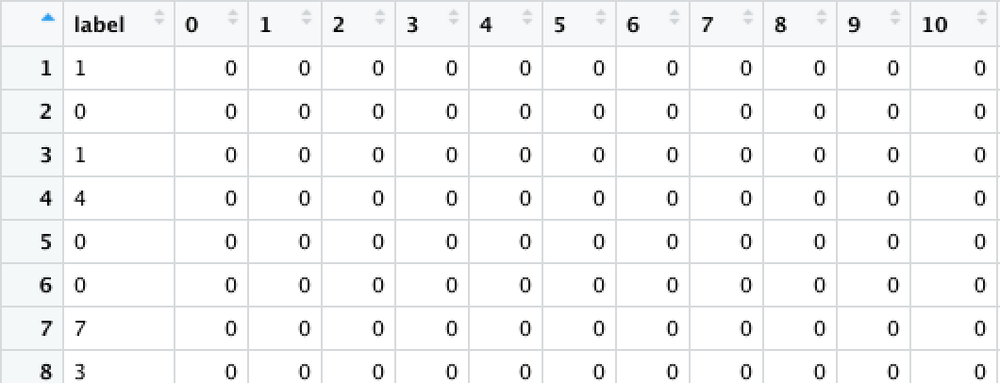 label 0 1 2 3 4 5 6 7 8 9 10
1 1 0 0 0 0 0 0 0 0 0 0 0
2 0 0 0 0 0 0 0 0 0 0 0 0
3 1 0 0 0 0 0 0 0 0 0 0 0
4 4 0 0 0 0 0 0 0 0 0 0 0
5 0 0 0 0 0 0 0 0 0 0 0 0
6 0 0 0 0 0 0 0 0 0 0 0 0
7 7 0 0 0 0 0 0 0 0 0 0 0
8 3 0 0 0 0 0 0 0 0 0 0 0